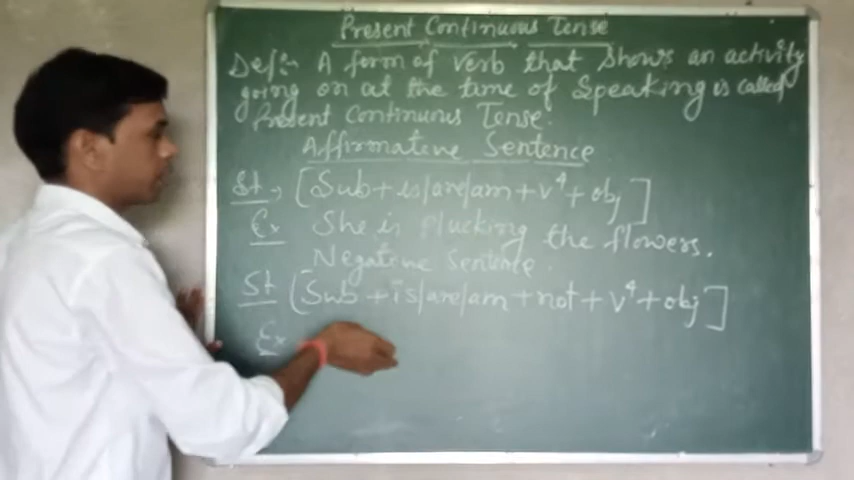 Present Continuous Tense
Def:- A form of verb that shows an activity
going on at the time of Speaking is called
Present Continuous Tense.
Affirmative Sentence
St → [Sub + is/are/am + v⁴ + obj]
Ex She is plucking the flowers.
Negative Sentence.
St [Sub + is/are/am + not + v⁴ + obj]
Ex